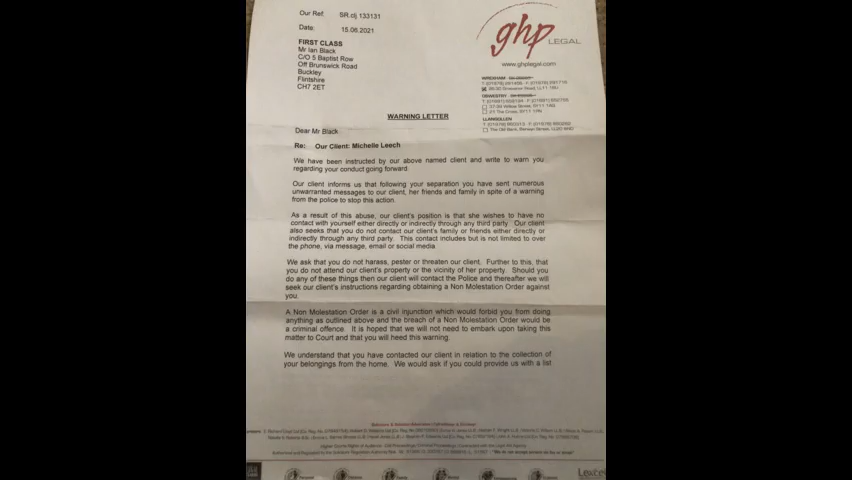 Our Ref: SR.clj 133131
Date: 15.06.2021
ghp LEGAL
www.ghplegal.com
FIRST CLASS
Mr Ian Black
C/O 5 Baptist Row
Off Brunswick Road
Buckley
Flintshire
CH7 2ET
WREXHAM
OSWESTRY
LLANGOLLEN
WARNING LETTER
Dear Mr Black
Re: Our Client: Michelle Leech
We have been instructed by our above named client and write to warn you
regarding your conduct going forward.
Our client informs us that following your separation you have sent numerous
unwarranted messages to our client, her friends and family in spite of a warning
from the police to stop this action.
As a result of this abuse, our client's position is that she wishes to have no
contact with yourself either directly or indirectly through any third party. Our client
also seeks that you do not contact our client's family or friends either directly or
indirectly through any third party. This contact includes but is not limited to over
the phone, via message, email or social media
We ask that you do not harass, pester or threaten our client. Further to this, that
you do not attend our client's property or the vicinity of her property. Should you
do any of these things then our client will contact the Police and thereafter we will
seek our client's instructions regarding obtaining a Non Molestation Order against
you.
A Non Molestation Order is a civil injunction which would forbid you from doing
anything as outlined above and the breach of a Non Molestation Order would be
a criminal offence. It is hoped that we will not need to embark upon taking this
matter to Court and that you will heed this warning.
We understand that you have contacted our client in relation to the collection of
your belongings from the home. We would ask if you could provide us with a list